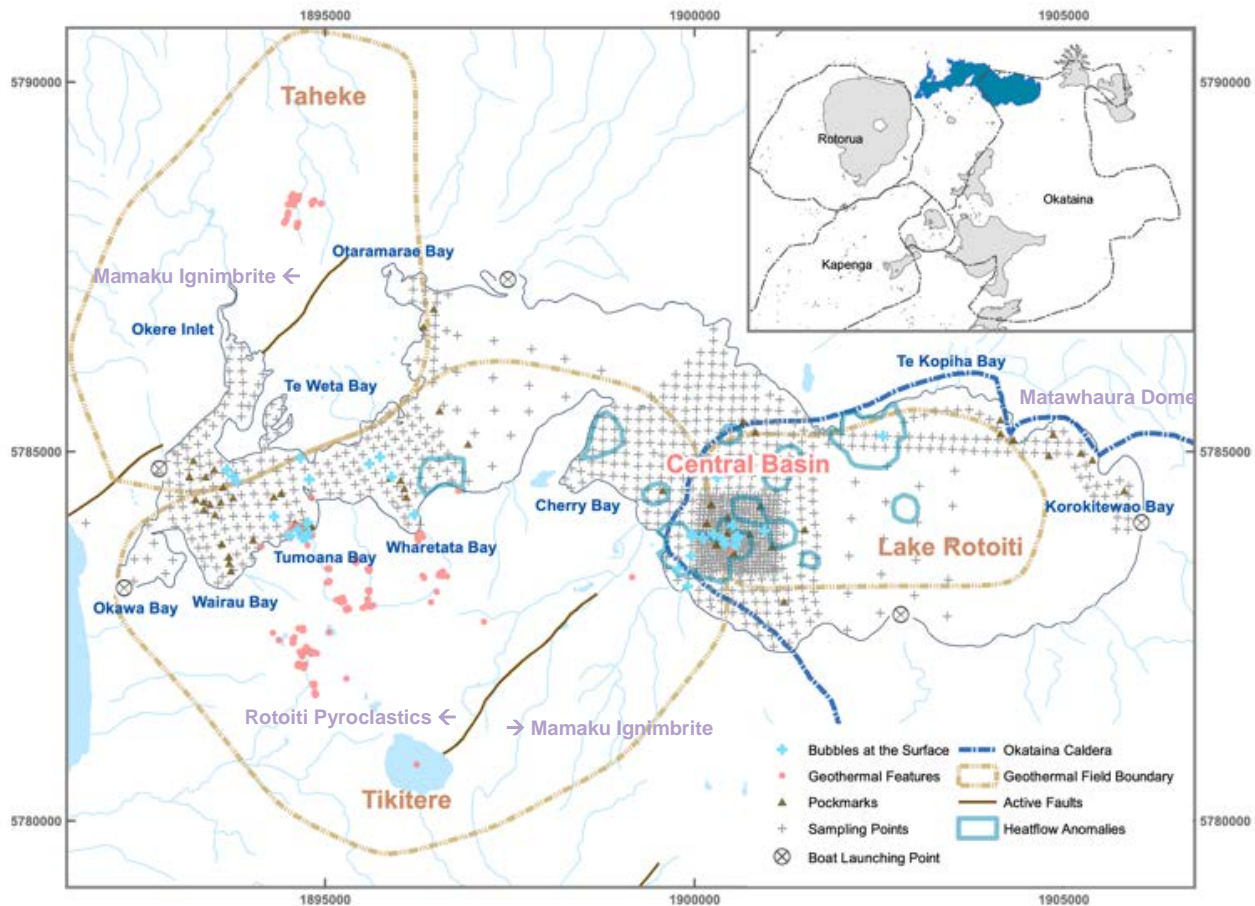 1895000
1900000
1905000
5790000
5790000
Taheke
Rotorua
Okataina
Kapenga
Otaramarae Bay
Mamaku Ignimbrite ←
Okere Inlet
Te Weta Bay
Te Kopiha Bay
Matawhaura Dome
5785000
5785000
Central Basin
Cherry Bay
Korokitewao Bay
Lake Rotoiti
Wharetata Bay
Tumoana Bay
Okawa Bay
Wairau Bay
Rotoiti Pyroclastics ←
→ Mamaku Ignimbrite
Tikitere
Bubbles at the Surface
Geothermal Features
Pockmarks
Sampling Points
Boat Launching Point
Okataina Caldera
Geothermal Field Boundary
Active Faults
Heatflow Anomalies
5780000
5780000
1895000
1900000
1905000